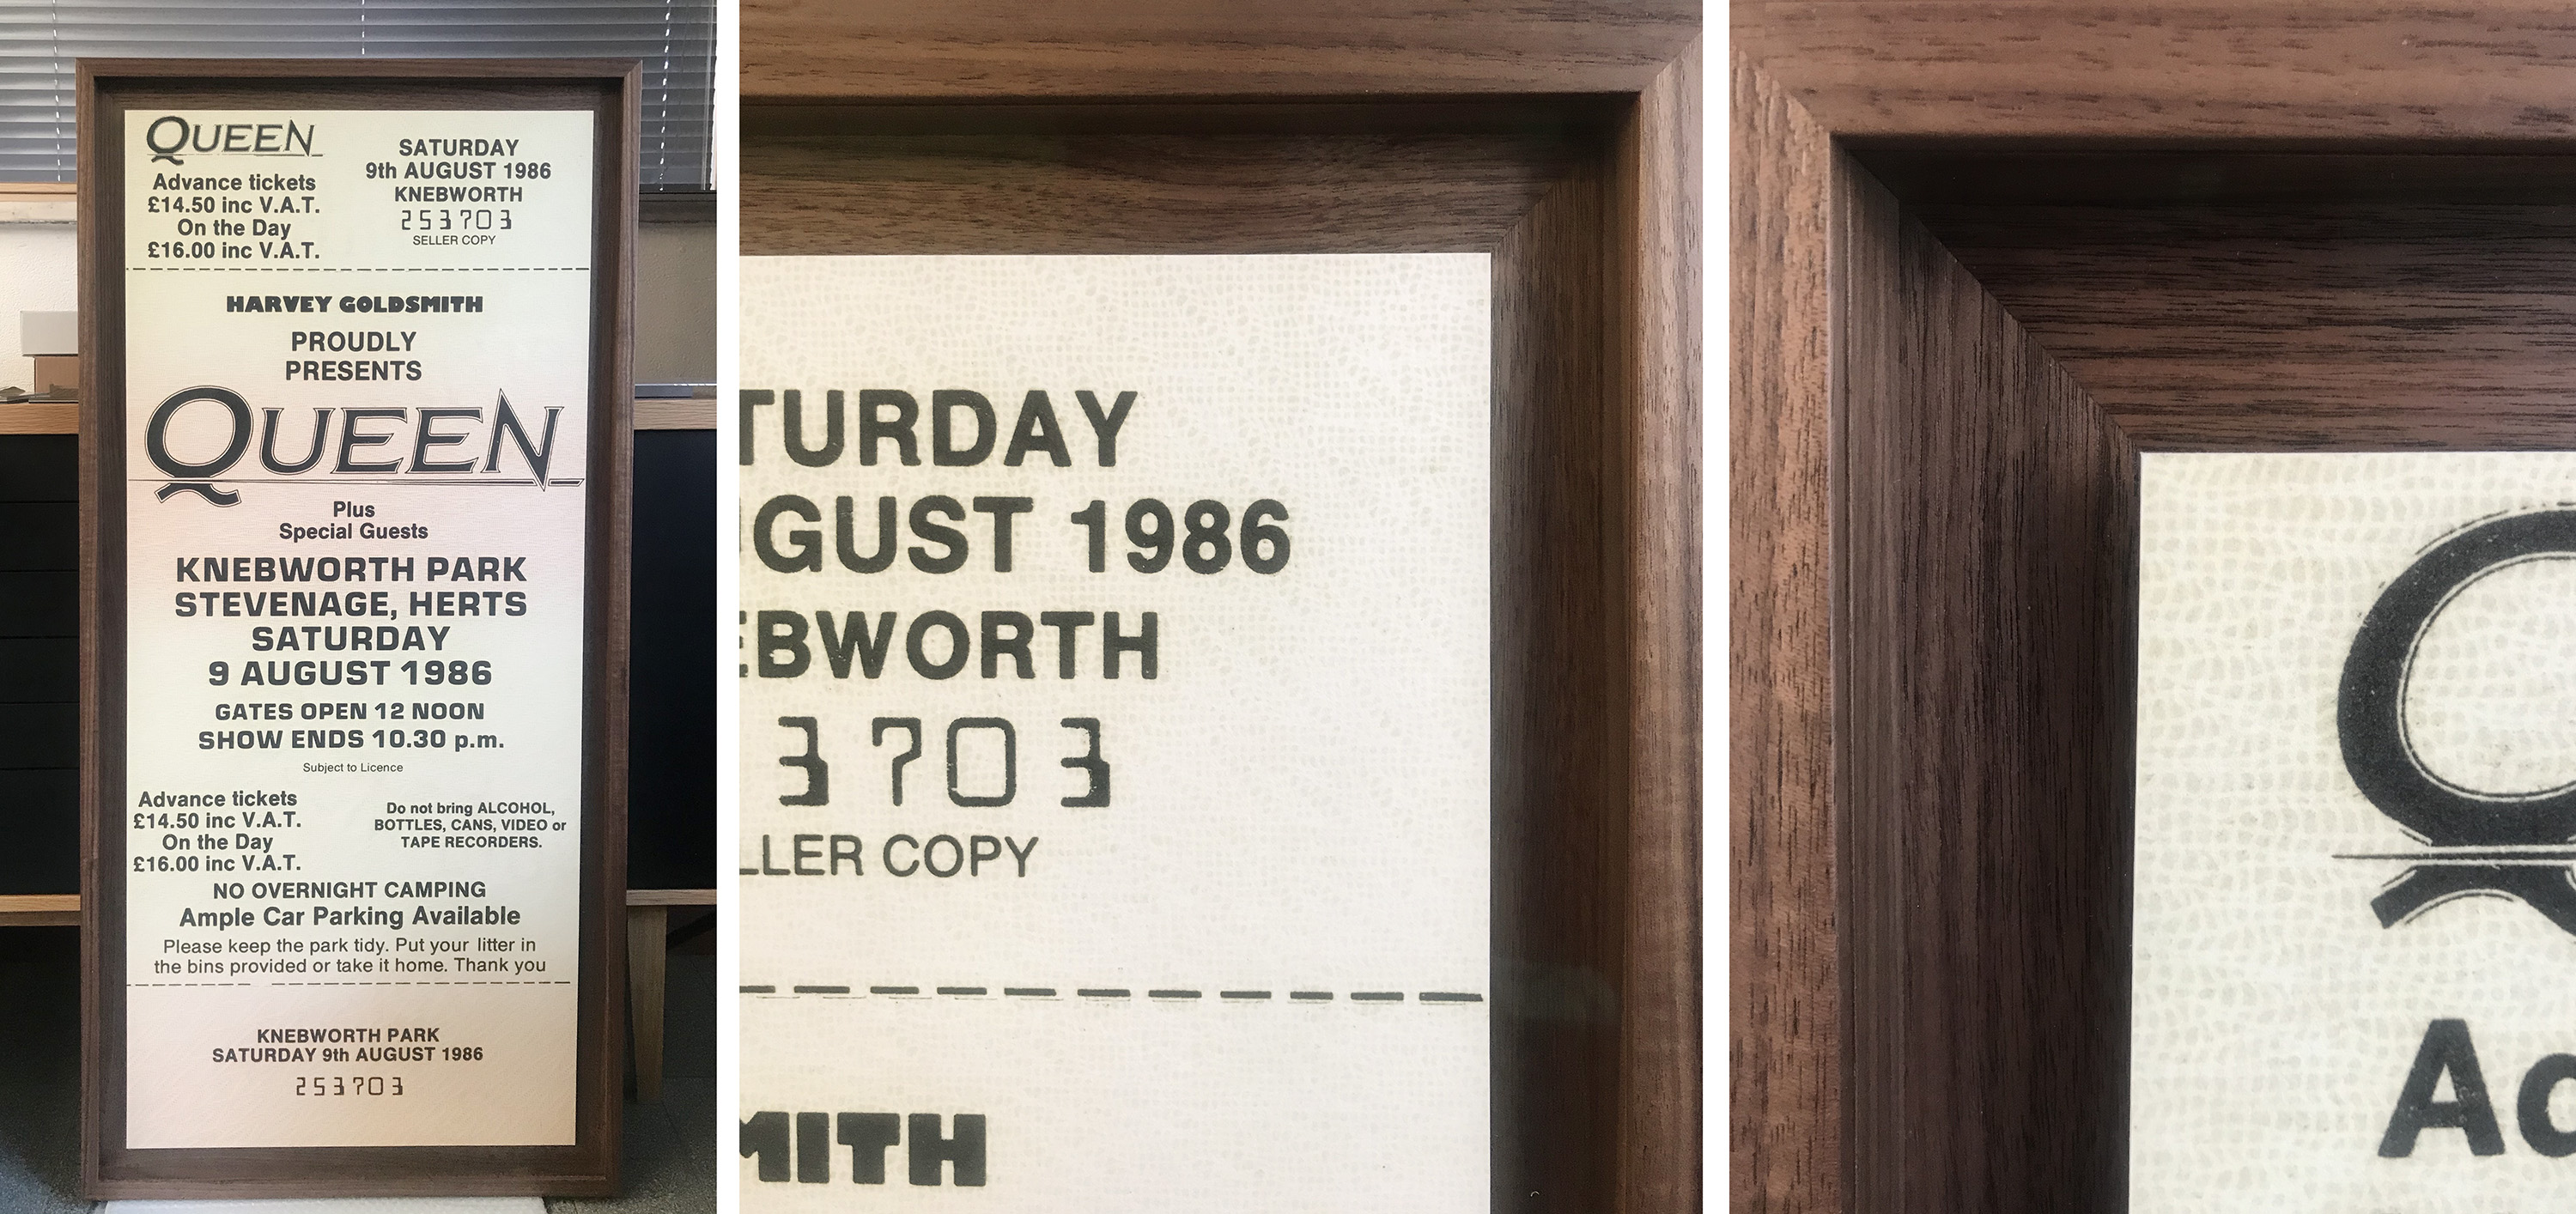 QUEEN
Advance tickets
£14.50 inc V.A.T.
On the Day
£16.00 inc V.A.T.
SATURDAY
9th AUGUST 1986
KNEBWORTH
253703
SELLER COPY
HARVEY GOLDSMITH
PROUDLY
PRESENTS
QUEEN
Plus
Special Guests
KNEBWORTH PARK
STEVENAGE, HERTS
SATURDAY
9 AUGUST 1986
GATES OPEN 12 NOON
SHOW ENDS 10.30 p.m.
Subject to Licence
Advance tickets
£14.50 inc V.A.T.
On the Day
£16.00 inc V.A.T.
Do not bring ALCOHOL,
BOTTLES, CANS, VIDEO or
TAPE RECORDERS.
NO OVERNIGHT CAMPING
Ample Car Parking Available
Please keep the park tidy. Put your litter in
the bins provided or take it home. Thank you
KNEBWORTH PARK
SATURDAY 9th AUGUST 1986
253703
TURDAY
GUST 1986
EBWORTH
3703
LLER COPY
MITH
Q
Ad